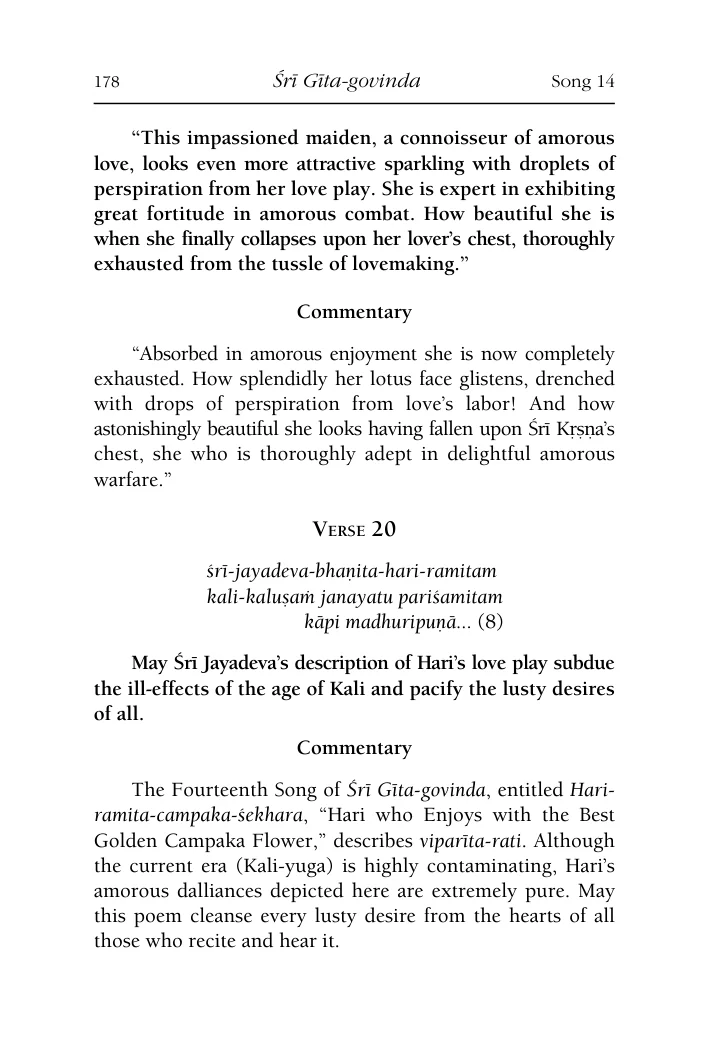 178 Śrī Gīta-govinda Song 14
“This impassioned maiden, a connoisseur of amorous
love, looks even more attractive sparkling with droplets of
perspiration from her love play. She is expert in exhibiting
great fortitude in amorous combat. How beautiful she is
when she finally collapses upon her lover’s chest, thoroughly
exhausted from the tussle of lovemaking.”
Commentary
“Absorbed in amorous enjoyment she is now completely
exhausted. How splendidly her lotus face glistens, drenched
with drops of perspiration from love’s labor! And how
astonishingly beautiful she looks having fallen upon Śrī Kṛṣṇa’s
chest, she who is thoroughly adept in delightful amorous
warfare.”
Verse 20
śrī-jayadeva-bhaṇita-hari-ramitam
kali-kaluṣaṁ janayatu pariśamitam
kāpi madhuripuṇā... (8)
May Śrī Jayadeva’s description of Hari’s love play subdue
the ill-effects of the age of Kali and pacify the lusty desires
of all.
Commentary
The Fourteenth Song of Śrī Gīta-govinda, entitled Hari-
ramita-campaka-śekhara, “Hari who Enjoys with the Best
Golden Campaka Flower,” describes viparīta-rati. Although
the current era (Kali-yuga) is highly contaminating, Hari’s
amorous dalliances depicted here are extremely pure. May
this poem cleanse every lusty desire from the hearts of all
those who recite and hear it.